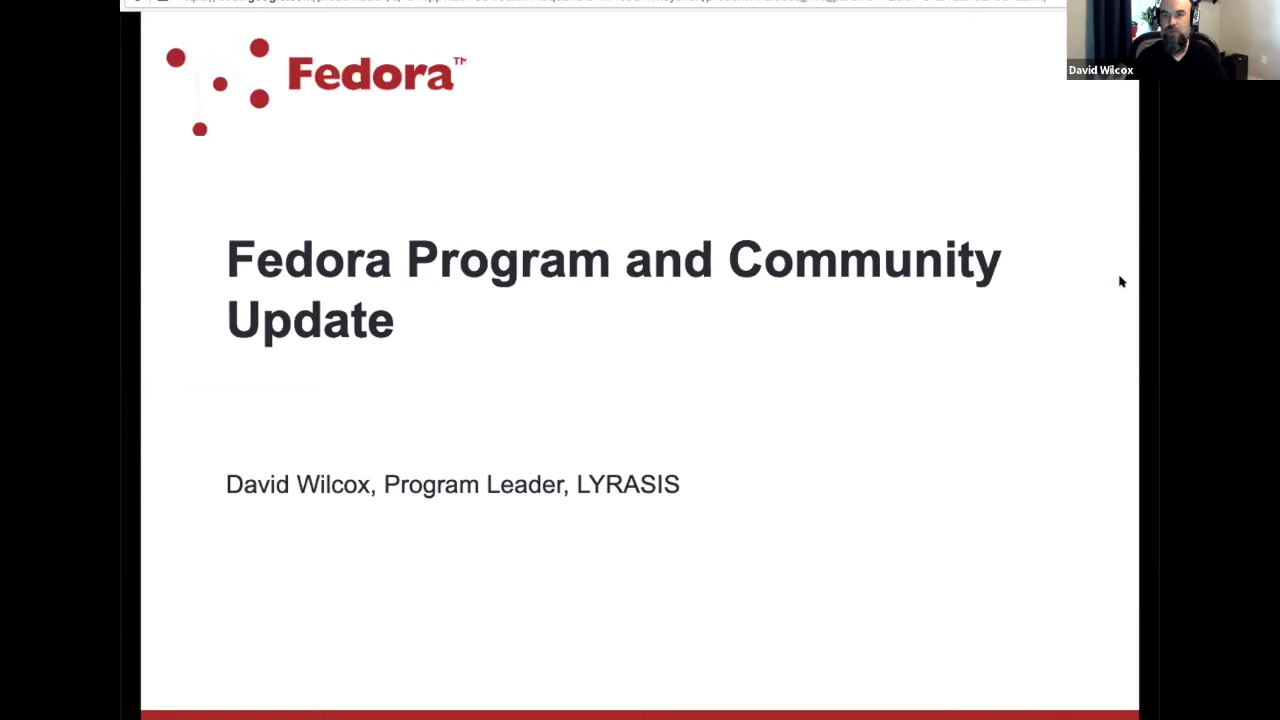 Fedora™
David Wilcox
Fedora Program and Community
Update
David Wilcox, Program Leader, LYRASIS